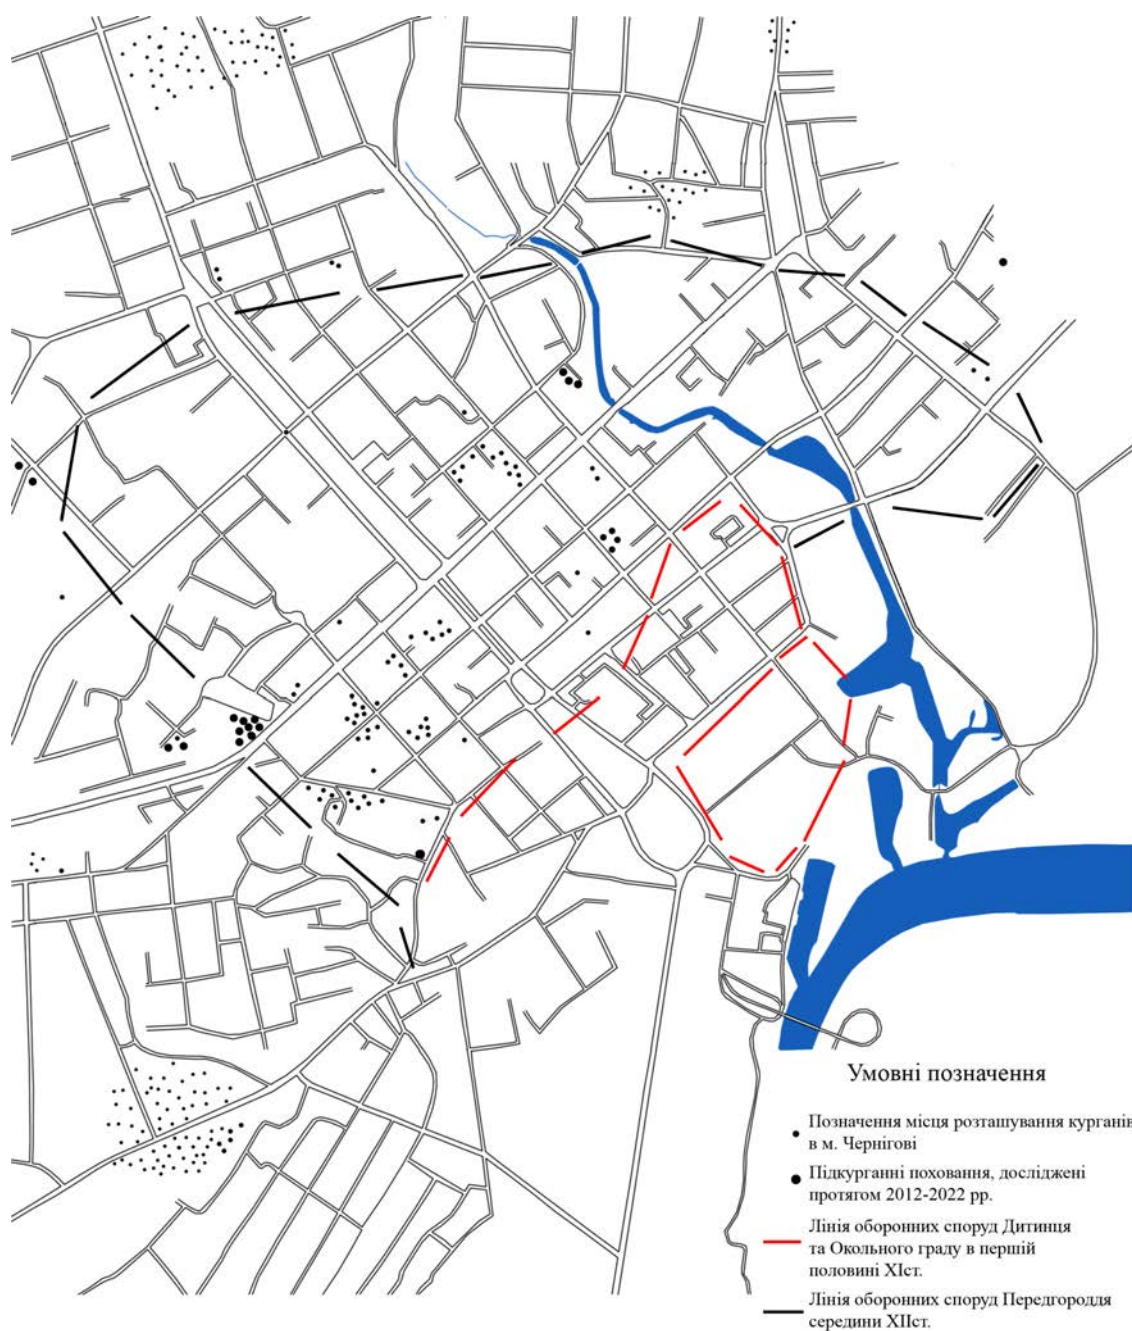 Умовні позначення
Позначення місця розташування курганів
в м. Чернігові
Підкурганні поховання, досліджені
протягом 2012-2022 рр.
Лінія оборонних споруд Дитинця
та Окольного граду в першій
половині XIст.
Лінія оборонних споруд Передгороддя
середини XIIст.